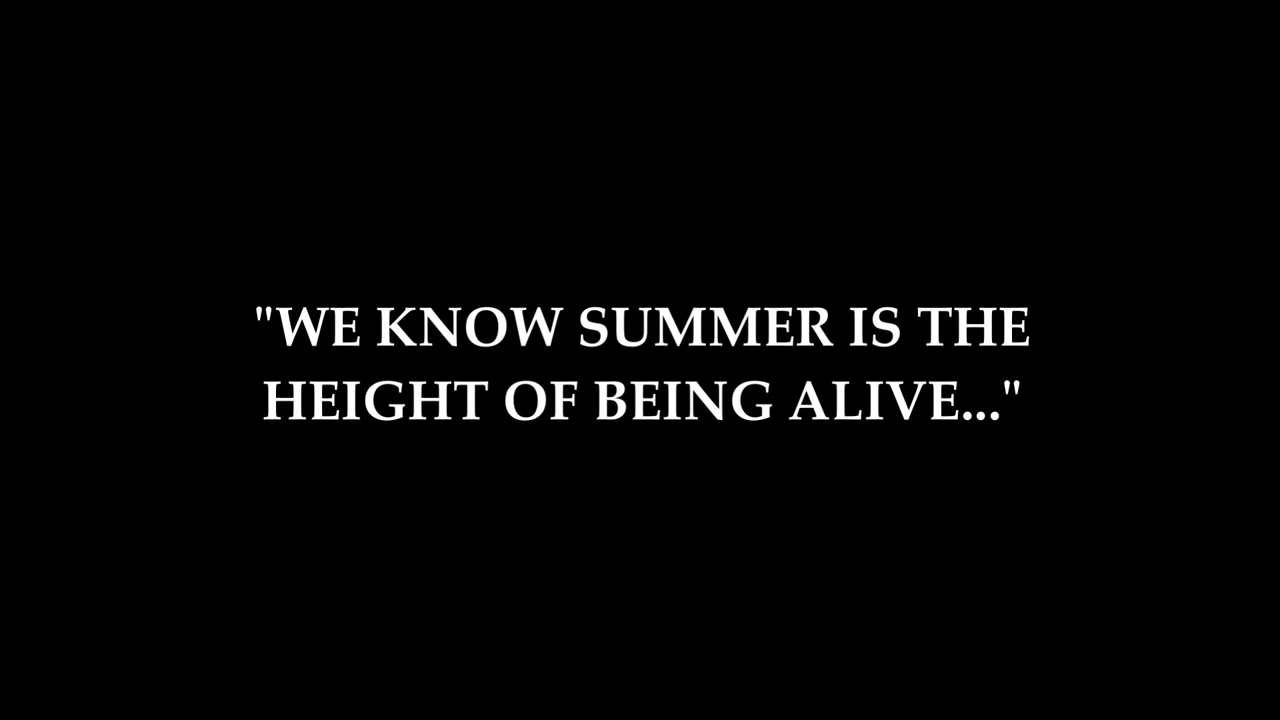 "WE KNOW SUMMER IS THE
HEIGHT OF BEING ALIVE..."